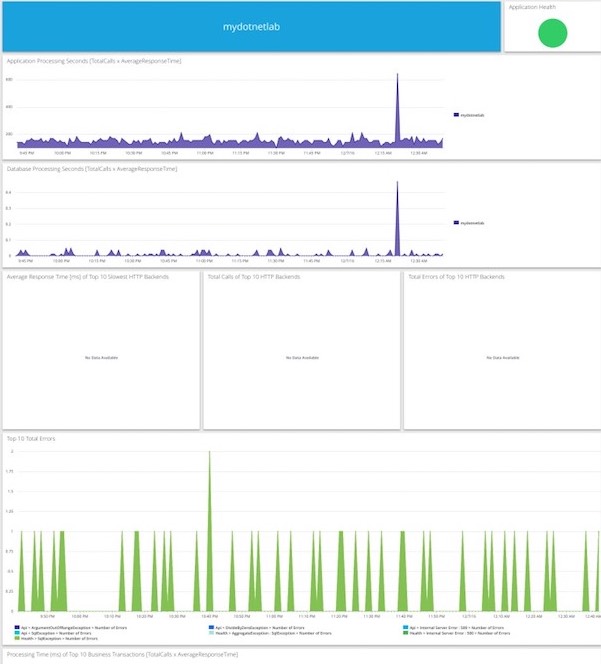 mydotnetlab
Application Health
Application Processing Seconds [TotalCalls x AverageResponseTime]
mydotnetlab
9:45 PM 10:00 PM 10:15 PM 10:30 PM 10:45 PM 11:00 PM 11:15 PM 11:30 PM 11:45 PM 12/7/16 12:15 AM 12:30 AM
Database Processing Seconds [TotalCalls x AverageResponseTime]
0.4
0.3
0.2
0.1
0
mydotnetlab
9:45 PM 10:00 PM 10:15 PM 10:30 PM 10:45 PM 11:00 PM 11:15 PM 11:30 PM 11:45 PM 12/7/16 12:15 AM 12:30 AM
Average Response Time [ms] of Top 10 Slowest HTTP Backends
Total Calls of Top 10 HTTP Backends
Total Errors of Top 10 HTTP Backends
No Data Available
No Data Available
No Data Available
Top 10 Total Errors
2
1.75
1.5
1.25
1
0.75
0.5
0.25
0
9:50 PM 10:00 PM 10:10 PM 10:20 PM 10:30 PM 10:40 PM 10:50 PM 11:00 PM 11:10 PM 11:20 PM 11:30 PM 11:40 PM 11:50 PM 12/7/16 12:10 AM 12:20 AM 12:30 AM 12:40 AM
Api > ArgumentOutOfRangeException > Number of Errors
Api > DivideByZeroException > Number of Errors
Api > Internal Server Error : 500 > Number of Errors
Api > SqlException > Number of Errors
Health > AggregateException : SqlException > Number of Errors
Health > Internal Server Error : 500 > Number of Errors
Health > SqlException > Number of Errors
Processing Time (ms) of Top 10 Business Transactions [TotalCalls x AverageResponseTime]